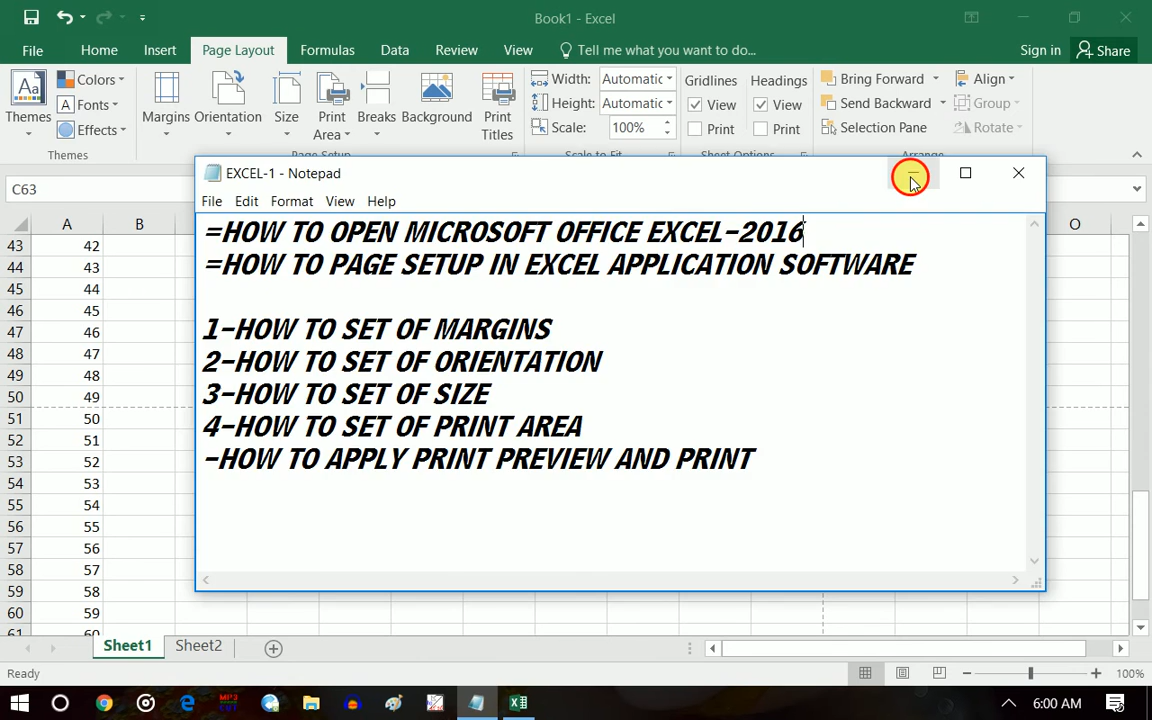 Book1 - Excel
File Home Insert Page Layout Formulas Data Review View Tell me what you want to do... Sign in Share
Themes Colors Fonts Effects Margins Orientation Size Print Area Breaks Background Print Titles
Width: Automatic Gridlines Headings Bring Forward Align
Height: Automatic View View Send Backward Group
Scale: 100% Print Print Selection Pane Rotate
Themes
C63
EXCEL-1 - Notepad
File Edit Format View Help
=HOW TO OPEN MICROSOFT OFFICE EXCEL-2016
=HOW TO PAGE SETUP IN EXCEL APPLICATION SOFTWARE
1-HOW TO SET OF MARGINS
2-HOW TO SET OF ORIENTATION
3-HOW TO SET OF SIZE
4-HOW TO SET OF PRINT AREA
-HOW TO APPLY PRINT PREVIEW AND PRINT
A B O
43 42
44 43
45 44
46 45
47 46
48 47
49 48
50 49
51 50
52 51
53 52
54 53
55 54
56 55
57 56
58 57
59 58
60 59
Sheet1 Sheet2
Ready 100%
6:00 AM